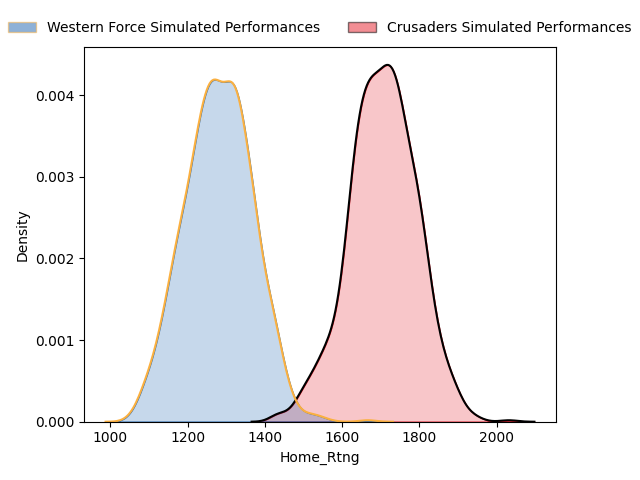 Western Force Simulated Performances Crusaders Simulated Performances
0.004
0.003
Density
0.002
0.001
0.000
1000 1200 1400 1600 1800 2000
Home_Rtng